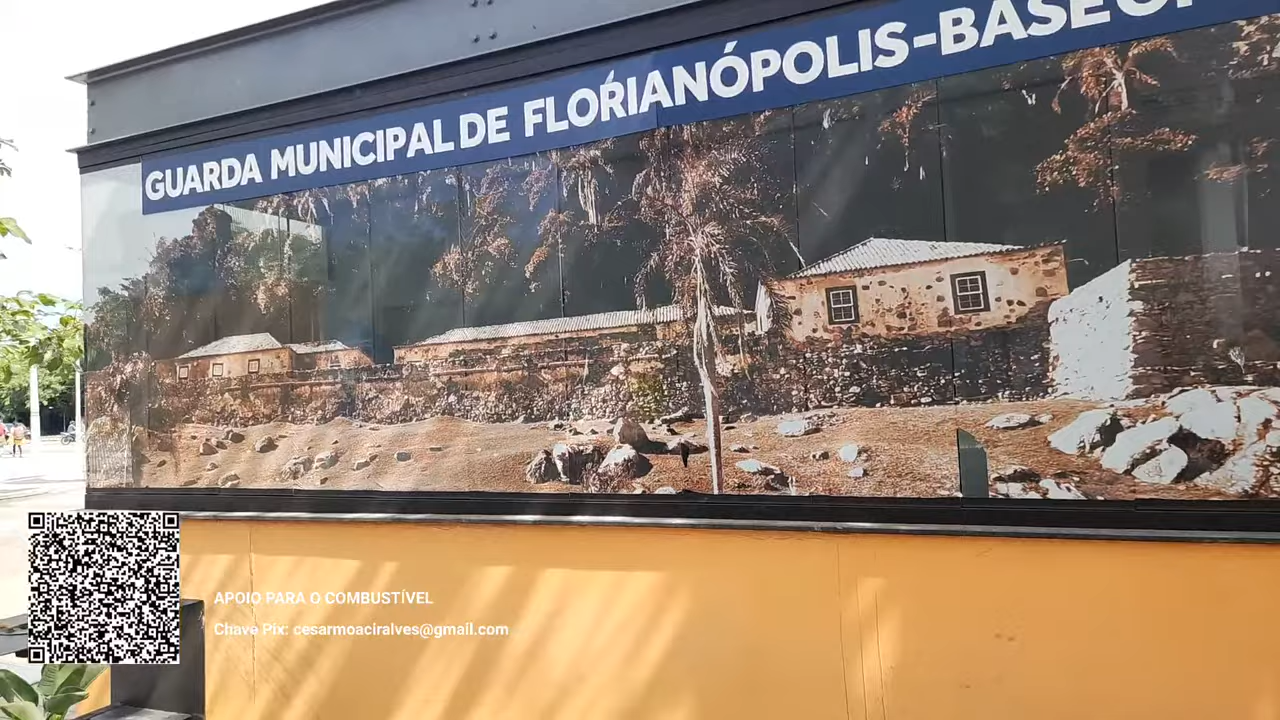 GUARDA MUNICIPAL DE FLORIANÓPOLIS-BASE
APOIO PARA O COMBUSTÍVEL
Chave Pix: cesarmoaciralves@gmail.com